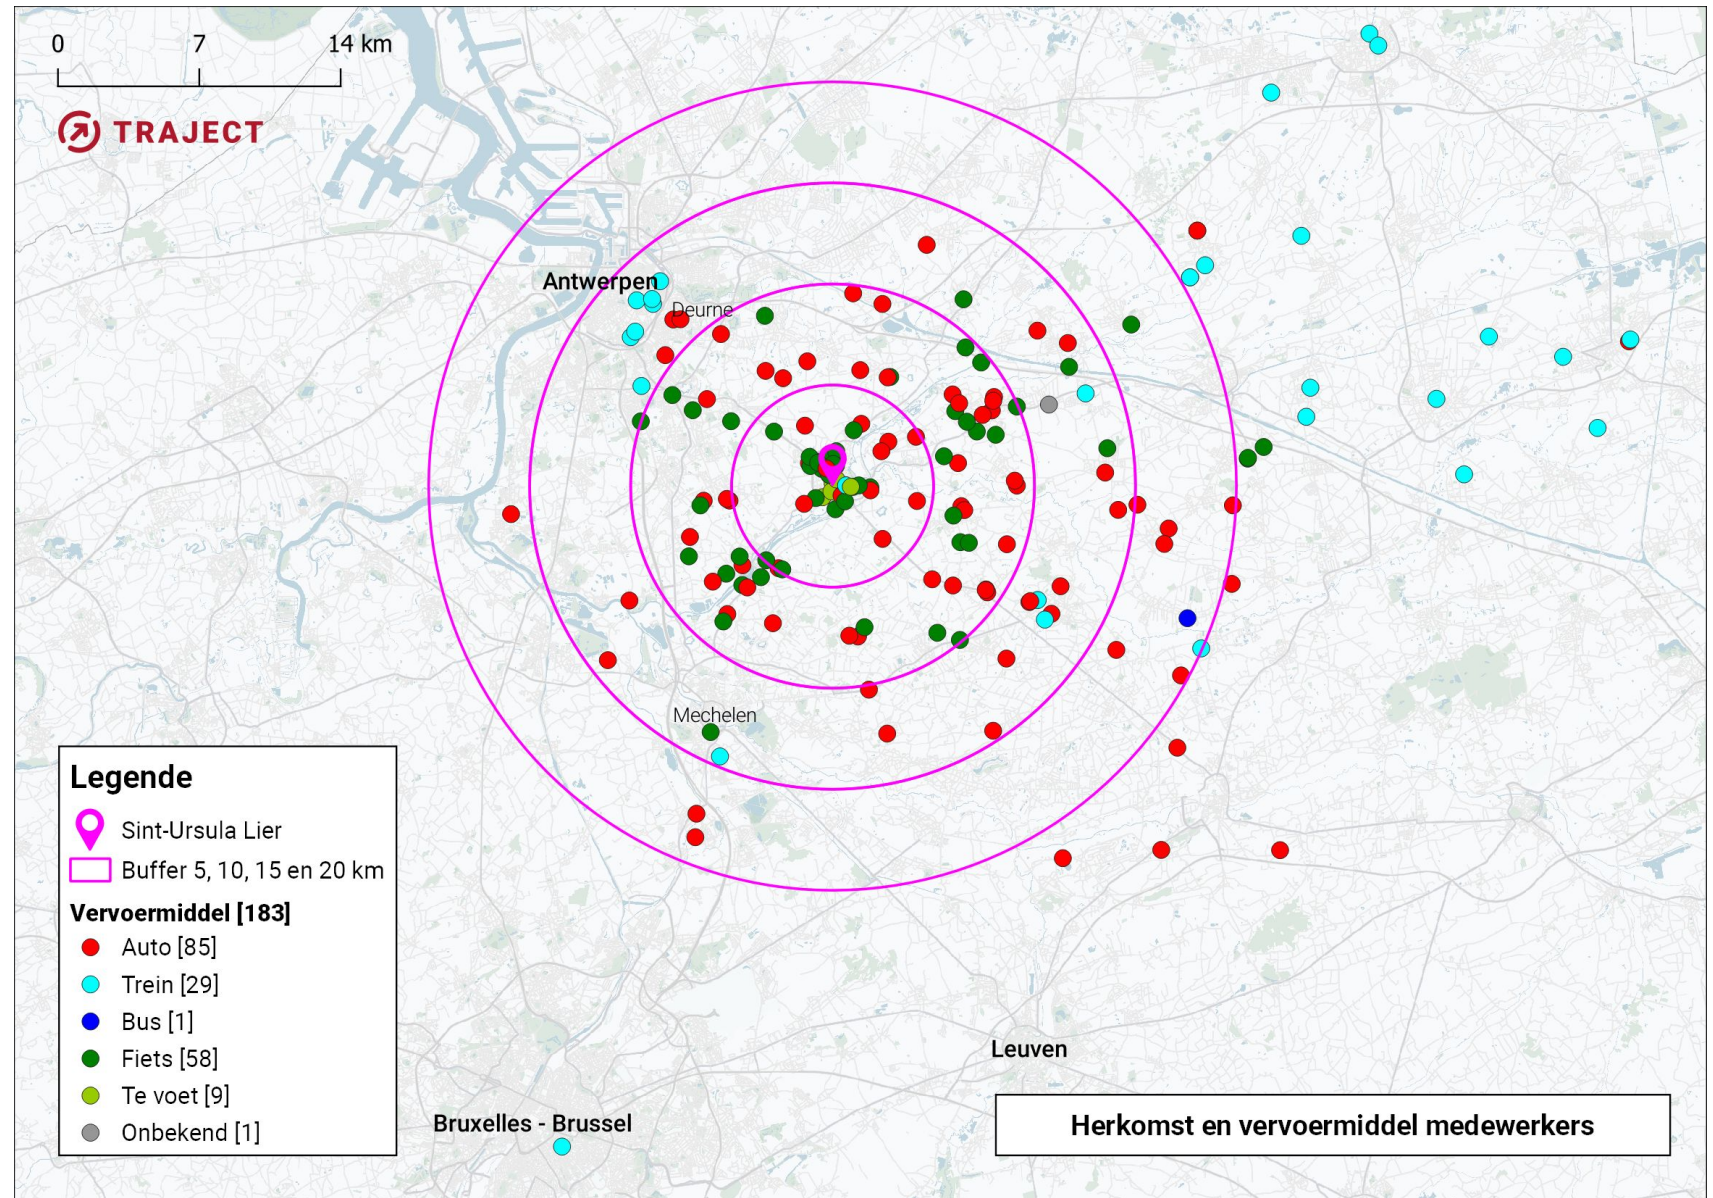 0 7 14 km
TRAJECT
Antwerpen
Deurne
Mechelen
Legende
Sint-Ursula Lier
Buffer 5, 10, 15 en 20 km
Vervoermiddel [183]
Auto [85]
Trein [29]
Bus [1]
Fiets [58]
Te voet [9]
Onbekend [1]
Leuven
Bruxelles - Brussel
Herkomst en vervoermiddel medewerkers